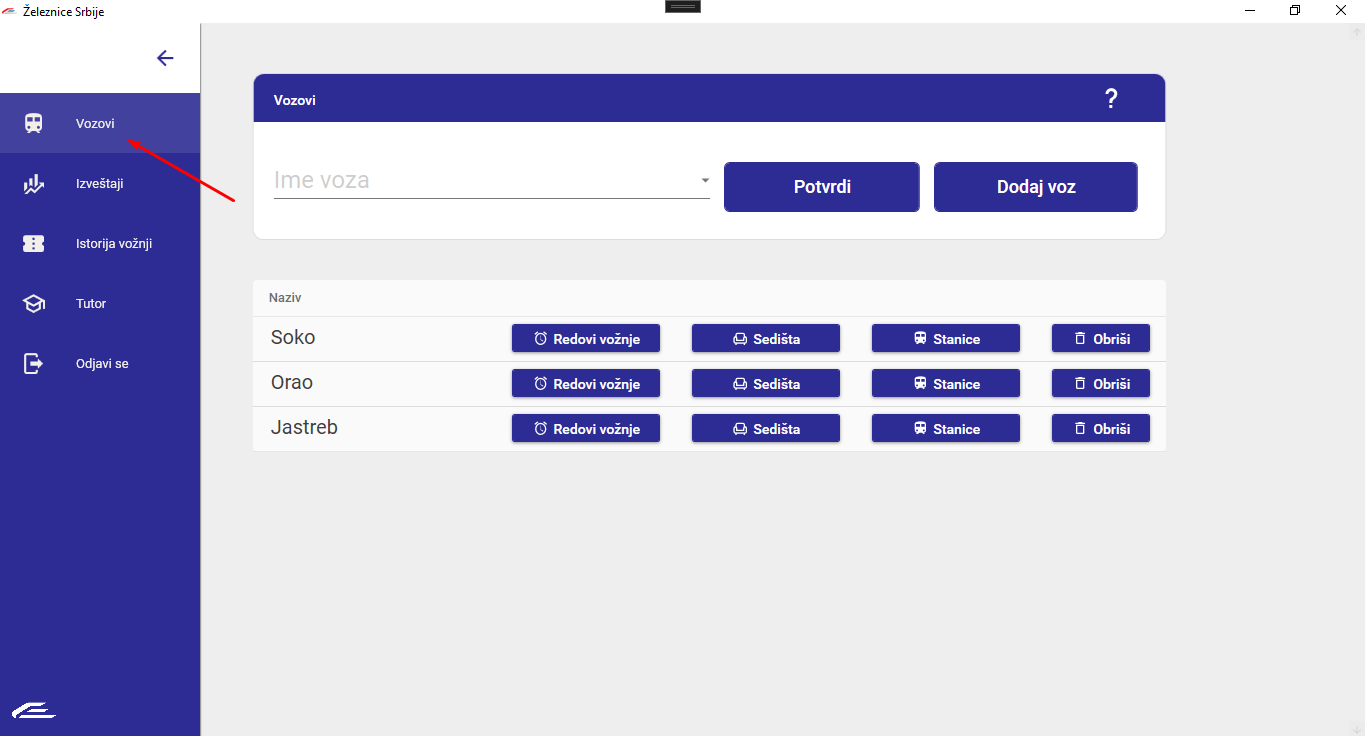 Železnice Srbije
Vozovi
Izveštaji
Istorija vožnji
Tutor
Odjavi se
Vozovi ?
Ime voza Potvrdi Dodaj voz
Naziv
Soko Redovi vožnje Sedišta Stanice Obriši
Orao Redovi vožnje Sedišta Stanice Obriši
Jastreb Redovi vožnje Sedišta Stanice Obriši